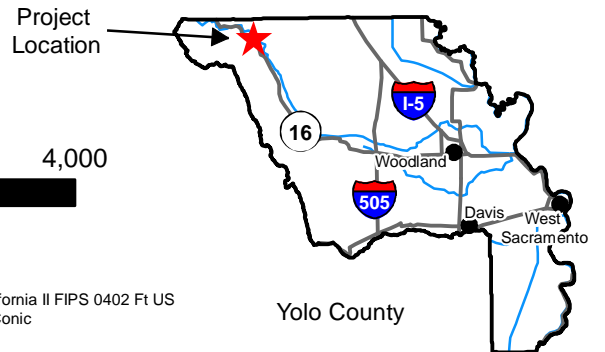 Project
Location
I-5
16
4,000
Woodland
505
Davis
West
Sacramento
fornia II FIPS 0402 Ft US
Conic
Yolo County